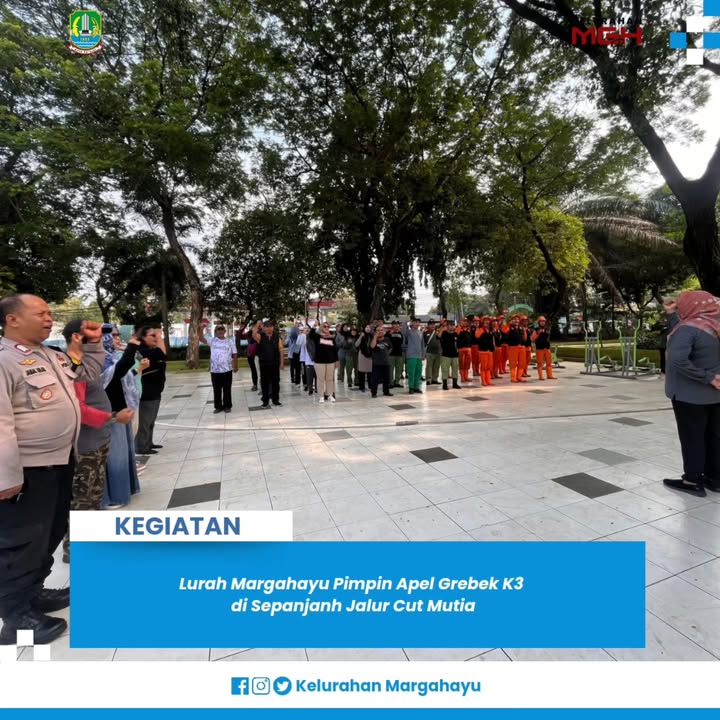 MGH
KEGIATAN
Lurah Margahayu Pimpin Apel Grebek K3
di Sepanjanh Jalur Cut Mutia
Kelurahan Margahayu